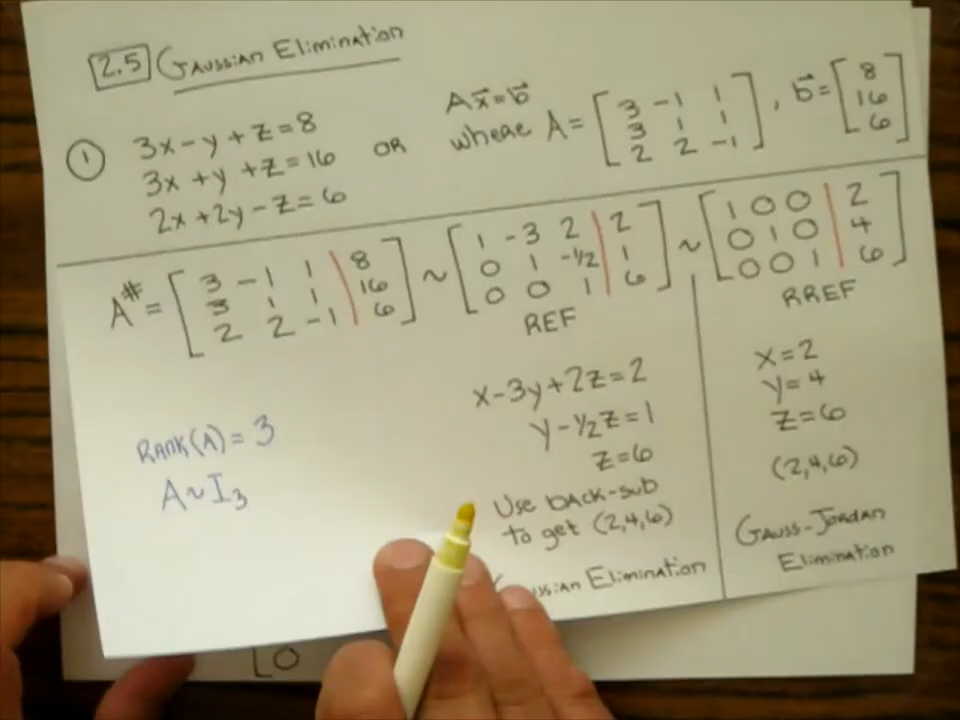 2.5 Gaussian Elimination
① 3x - y + z = 8
3x + y + z = 16
2x + 2y - z = 6
OR
Ax⃗ = b⃗
where A = [3 -1 1; 3 1 1; 2 2 -1], b⃗ = [8; 16; 6]
A# = [3 -1 1 | 8; 3 1 1 | 16; 2 2 -1 | 6] ~ [1 -3 2 | 2; 0 1 -1/2 | 1; 0 0 1 | 6] ~ [1 0 0 | 2; 0 1 0 | 4; 0 0 1 | 6]
REF
RREF
Rank(A) = 3
A ~ I₃
x - 3y + 2z = 2
y - 1/2 z = 1
z = 6
Use back-sub
to get (2,4,6)
ussian Elimination
x = 2
y = 4
z = 6
(2,4,6)
Gauss-Jordan
Elimination
[0